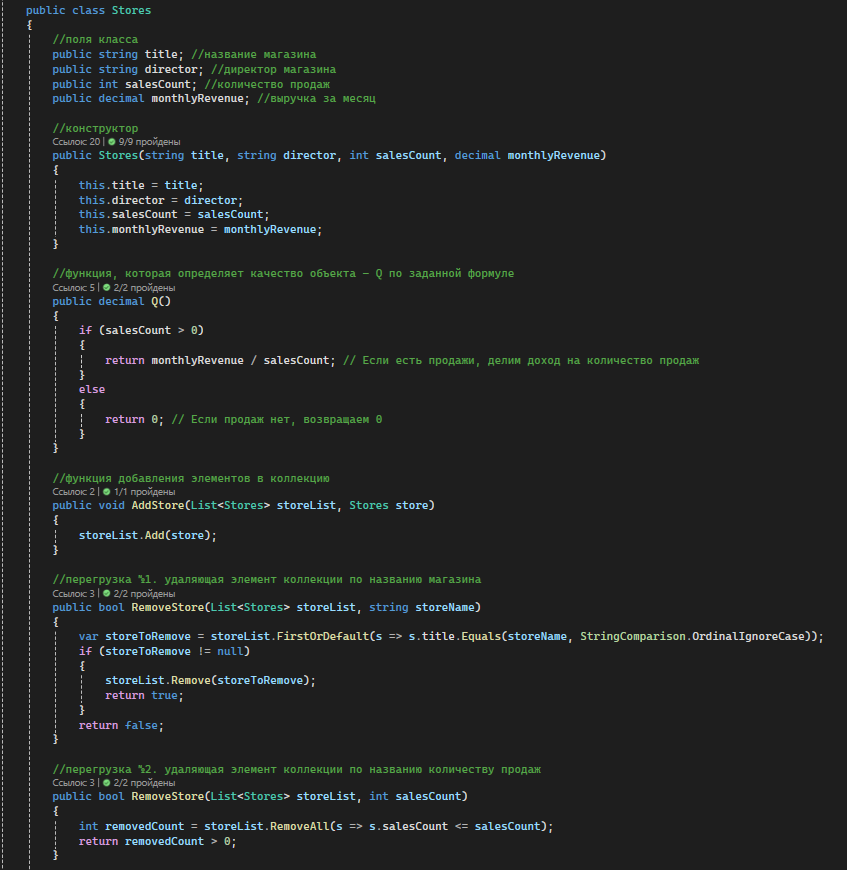 public class Stores
{
//поля класса
public string title; //название магазина
public string director; //директор магазина
public int salesCount; //количество продаж
public decimal monthlyRevenue; //выручка за месяц
//конструктор
Ссылок: 20 | 9/9 пройдены
public Stores(string title, string director, int salesCount, decimal monthlyRevenue)
{
this.title = title;
this.director = director;
this.salesCount = salesCount;
this.monthlyRevenue = monthlyRevenue;
}
//функция, которая определяет качество объекта – Q по заданной формуле
Ссылок: 5 | 2/2 пройдены
public decimal Q()
{
if (salesCount > 0)
{
return monthlyRevenue / salesCount; // Если есть продажи, делим доход на количество продаж
}
else
{
return 0; // Если продаж нет, возвращаем 0
}
}
//функция добавления элементов в коллекцию
Ссылок: 2 | 1/1 пройдены
public void AddStore(List<Stores> storeList, Stores store)
{
storeList.Add(store);
}
//перегрузка №1. удаляющая элемент коллекции по названию магазина
Ссылок: 3 | 2/2 пройдены
public bool RemoveStore(List<Stores> storeList, string storeName)
{
var storeToRemove = storeList.FirstOrDefault(s => s.title.Equals(storeName, StringComparison.OrdinalIgnoreCase));
if (storeToRemove != null)
{
storeList.Remove(storeToRemove);
return true;
}
return false;
}
//перегрузка №2. удаляющая элемент коллекции по названию количеству продаж
Ссылок: 3 | 2/2 пройдены
public bool RemoveStore(List<Stores> storeList, int salesCount)
{
int removedCount = storeList.RemoveAll(s => s.salesCount <= salesCount);
return removedCount > 0;
}